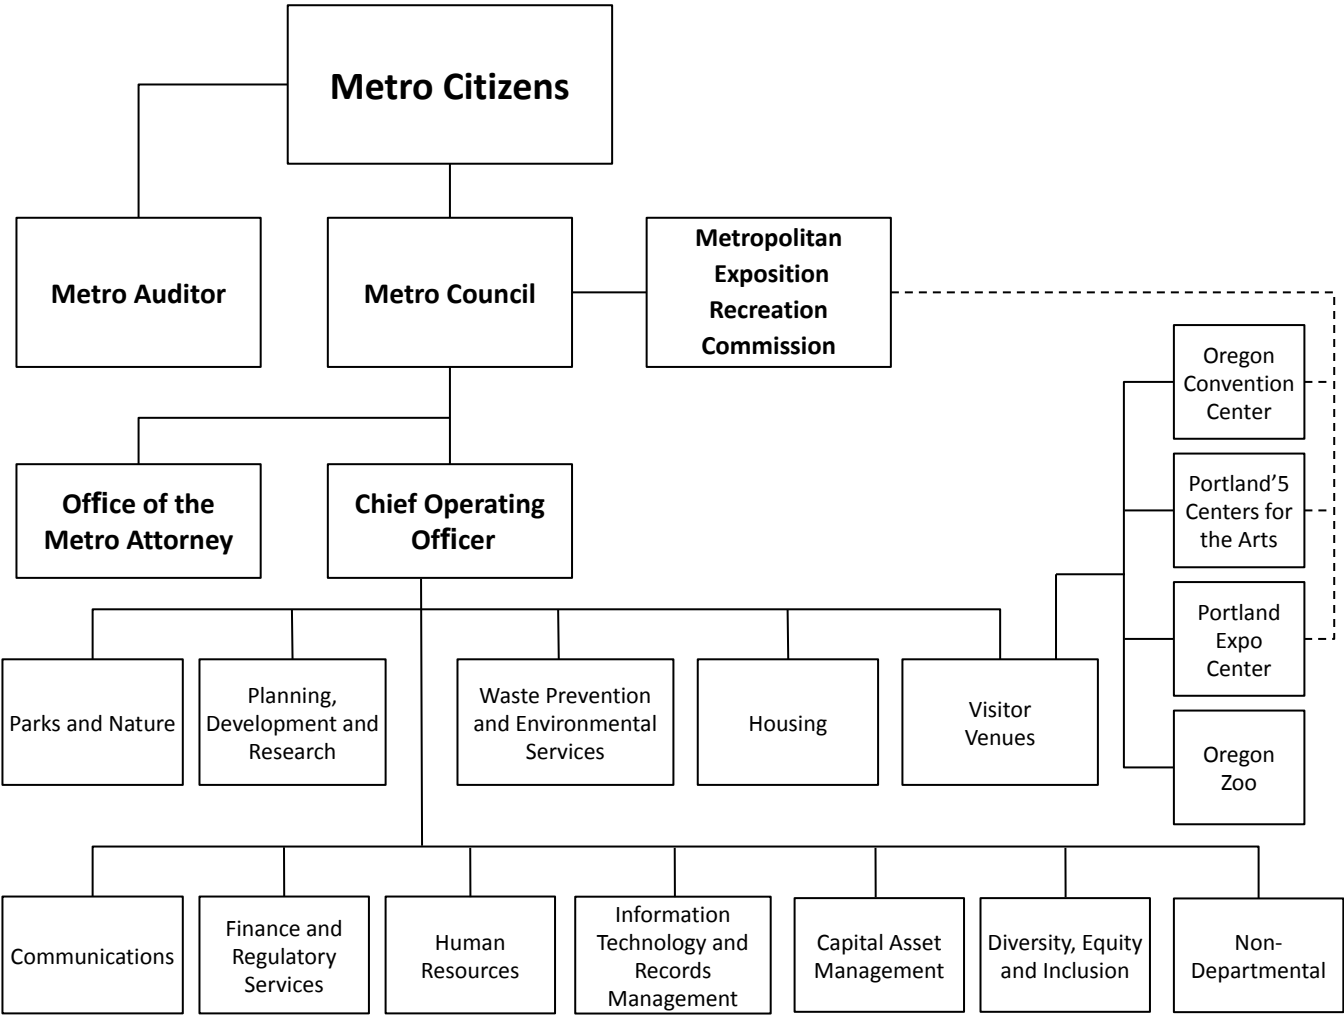 Metro Citizens
Metro Auditor
Metro Council
Metropolitan
Exposition
Recreation
Commission
Oregon
Convention
Center
Portland’5
Centers for
the Arts
Portland
Expo
Center
Oregon
Zoo
Office of the
Metro Attorney
Chief Operating
Officer
Parks and Nature
Planning,
Development and
Research
Waste Prevention
and Environmental
Services
Housing
Visitor
Venues
Communications
Finance and
Regulatory
Services
Human
Resources
Information
Technology and
Records
Management
Capital Asset
Management
Diversity, Equity
and Inclusion
Non-
Departmental